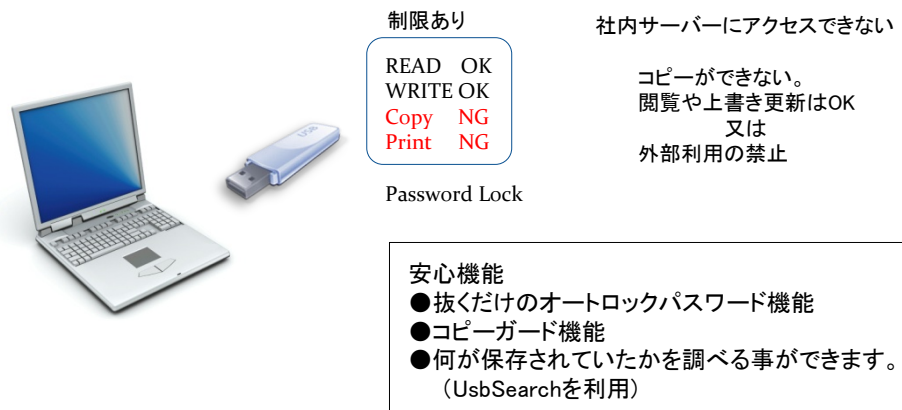 制限あり
READ OK
WRITE OK
Copy NG
Print NG
Password Lock
社内サーバーにアクセスできない
コピーができない。
閲覧や上書き更新はOK
又は
外部利用の禁止
USB
安心機能
●抜くだけのオートロックパスワード機能
●コピーガード機能
●何が保存されていたかを調べる事ができます。
（UsbSearchを利用）